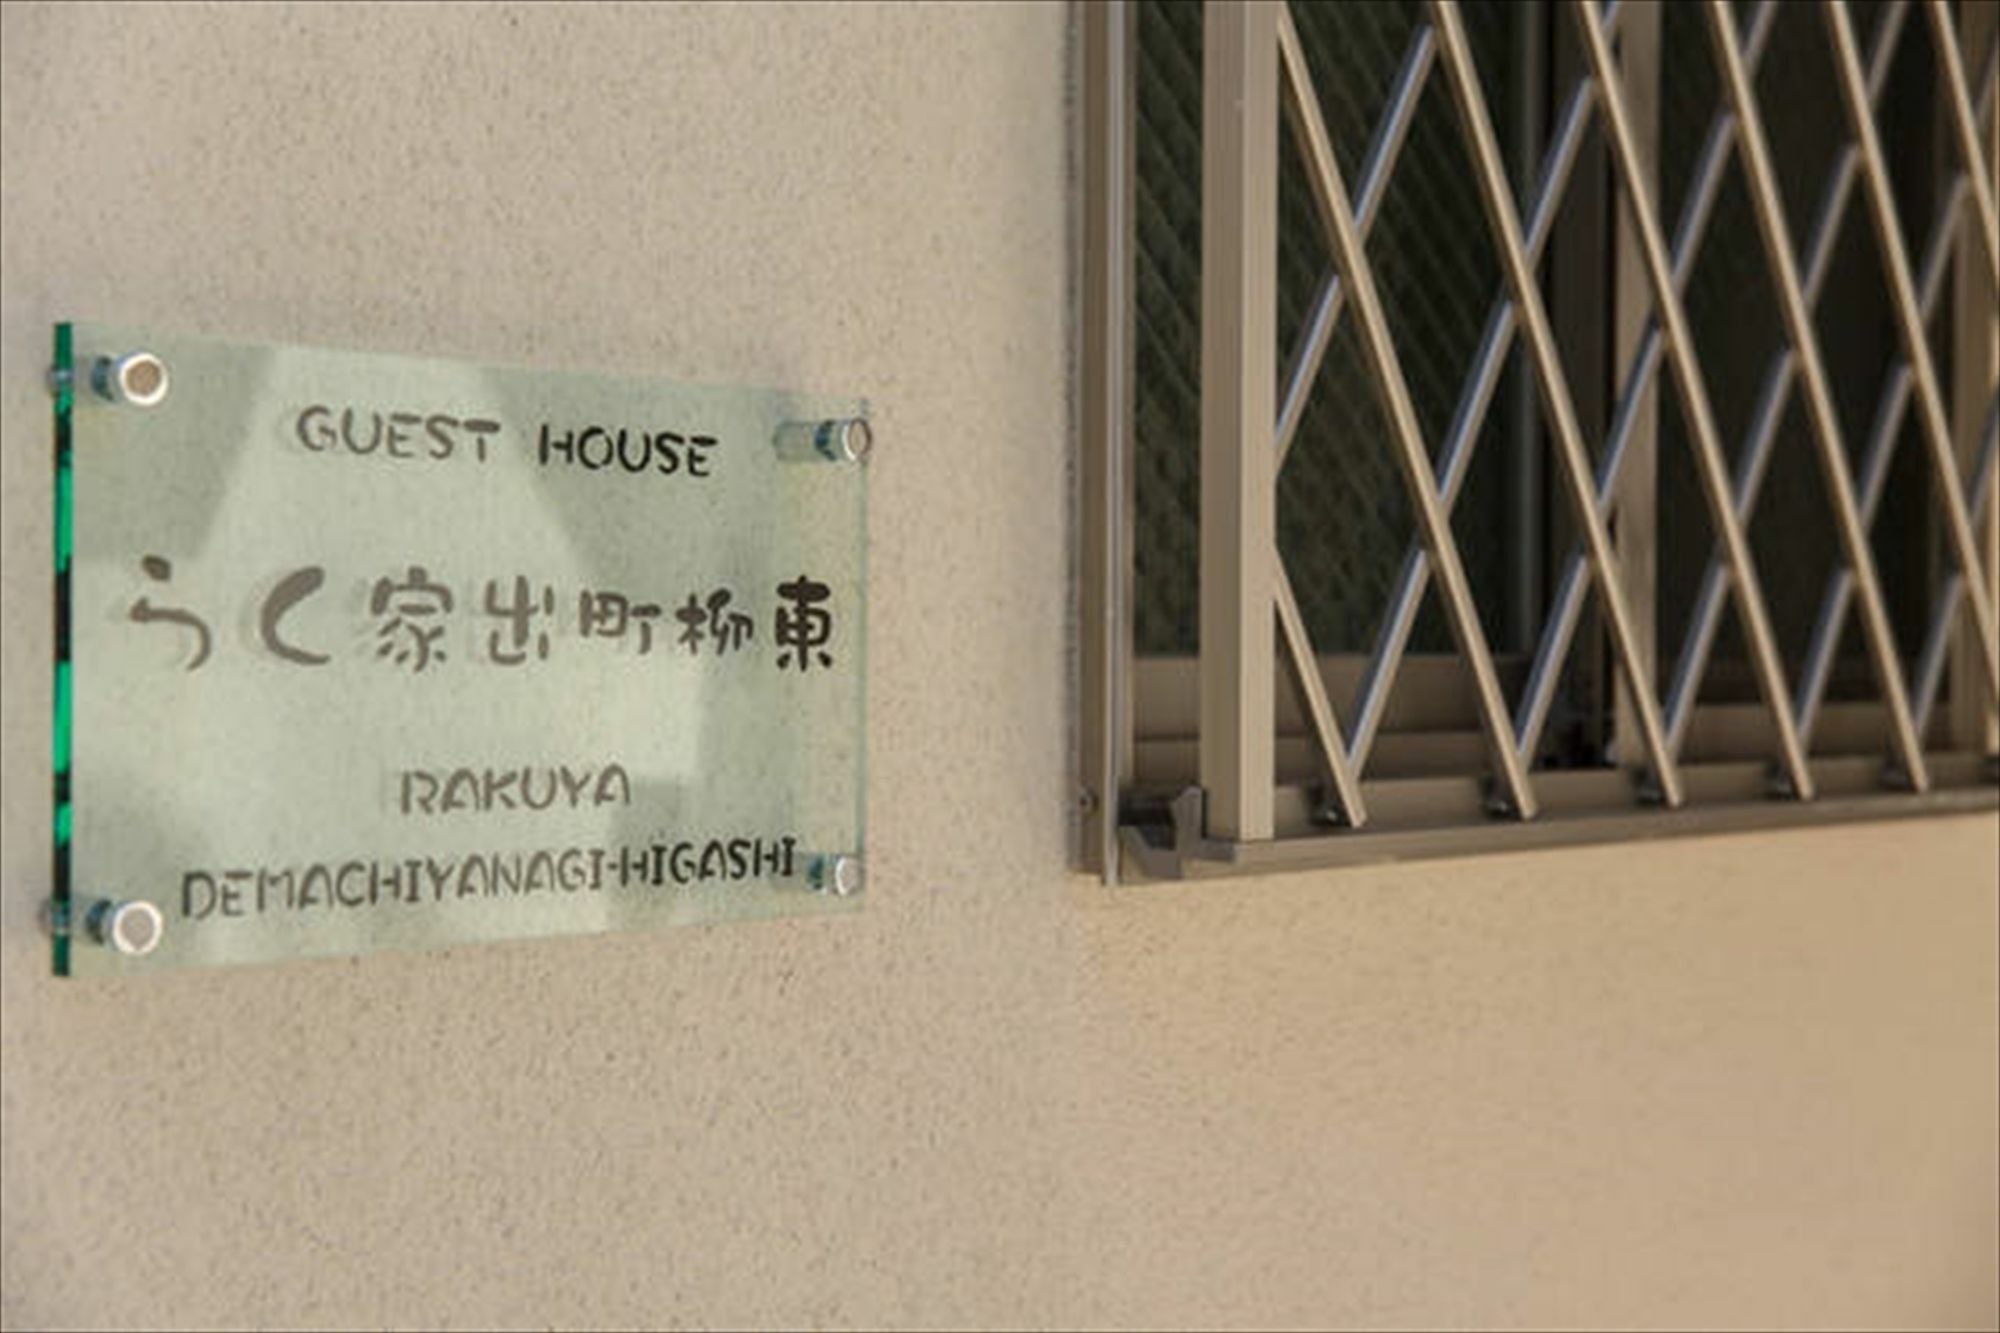 GUEST HOUSE
らく家出町柳東
RAKUYA
DEMACHIYANAGI-HIGASHI